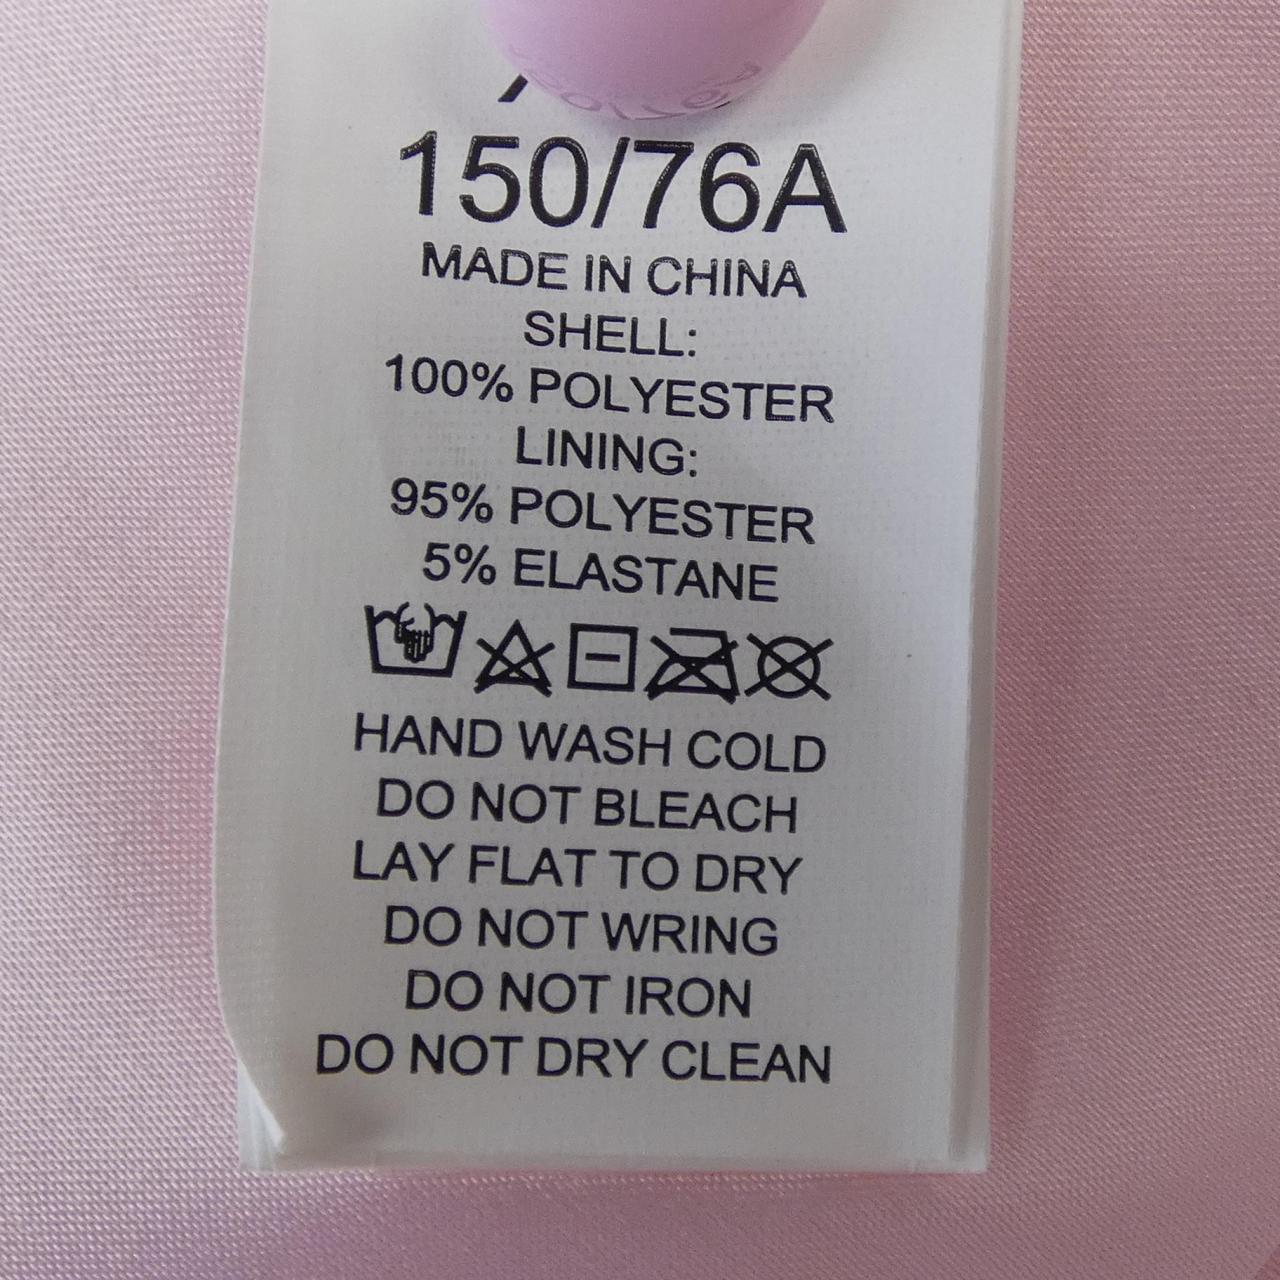 150/76A
MADE IN CHINA
SHELL:
100% POLYESTER
LINING:
95% POLYESTER
5% ELASTANE
HAND WASH COLD
DO NOT BLEACH
LAY FLAT TO DRY
DO NOT WRING
DO NOT IRON
DO NOT DRY CLEAN